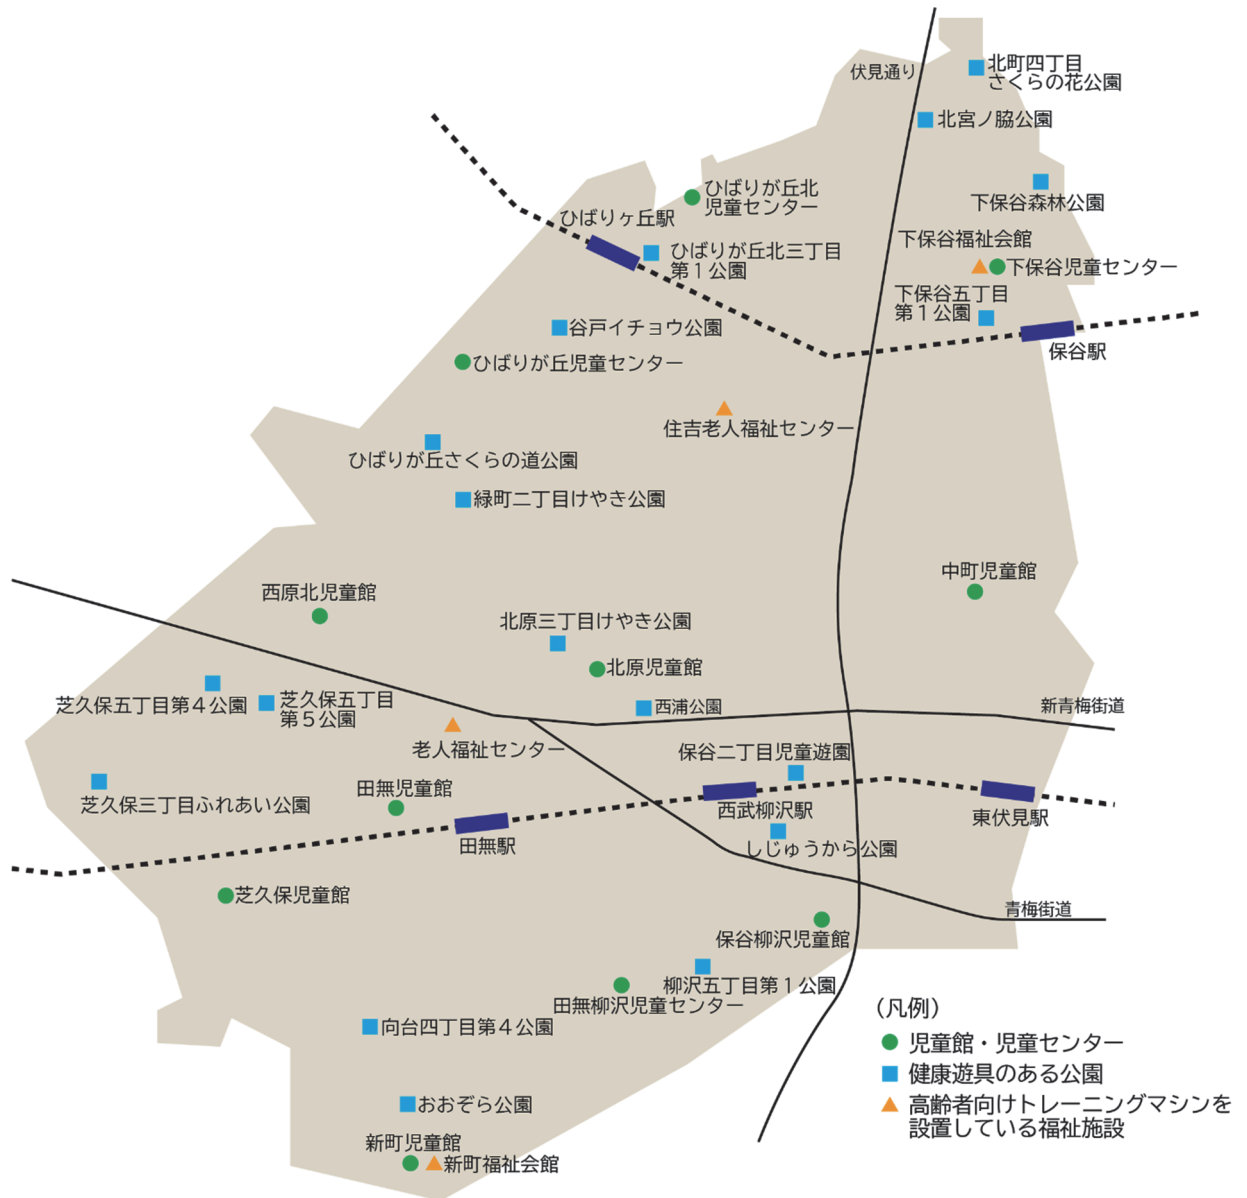 伏見通り
北町四丁目
さくらの花公園
北宮ノ脇公園
下保谷森林公園
ひばりが丘北
児童センター
ひばりヶ丘駅
ひばりが丘北三丁目
第1公園
下保谷福祉会館
下保谷児童センター
下保谷五丁目
第1公園
保谷駅
谷戸イチョウ公園
ひばりが丘児童センター
住吉老人福祉センター
ひばりが丘さくらの道公園
緑町二丁目けやき公園
中町児童館
西原北児童館
北原三丁目けやき公園
北原児童館
芝久保五丁目第4公園
芝久保五丁目
第5公園
西浦公園
新青梅街道
老人福祉センター
保谷二丁目児童遊園
芝久保三丁目ふれあい公園
田無児童館
西武柳沢駅
東伏見駅
田無駅
しじゅうから公園
芝久保児童館
青梅街道
保谷柳沢児童館
柳沢五丁目第1公園
田無柳沢児童センター
向台四丁目第4公園
おおぞら公園
新町児童館
新町福祉会館
（凡例）
児童館・児童センター
健康遊具のある公園
高齢者向けトレーニングマシンを
設置している福祉施設